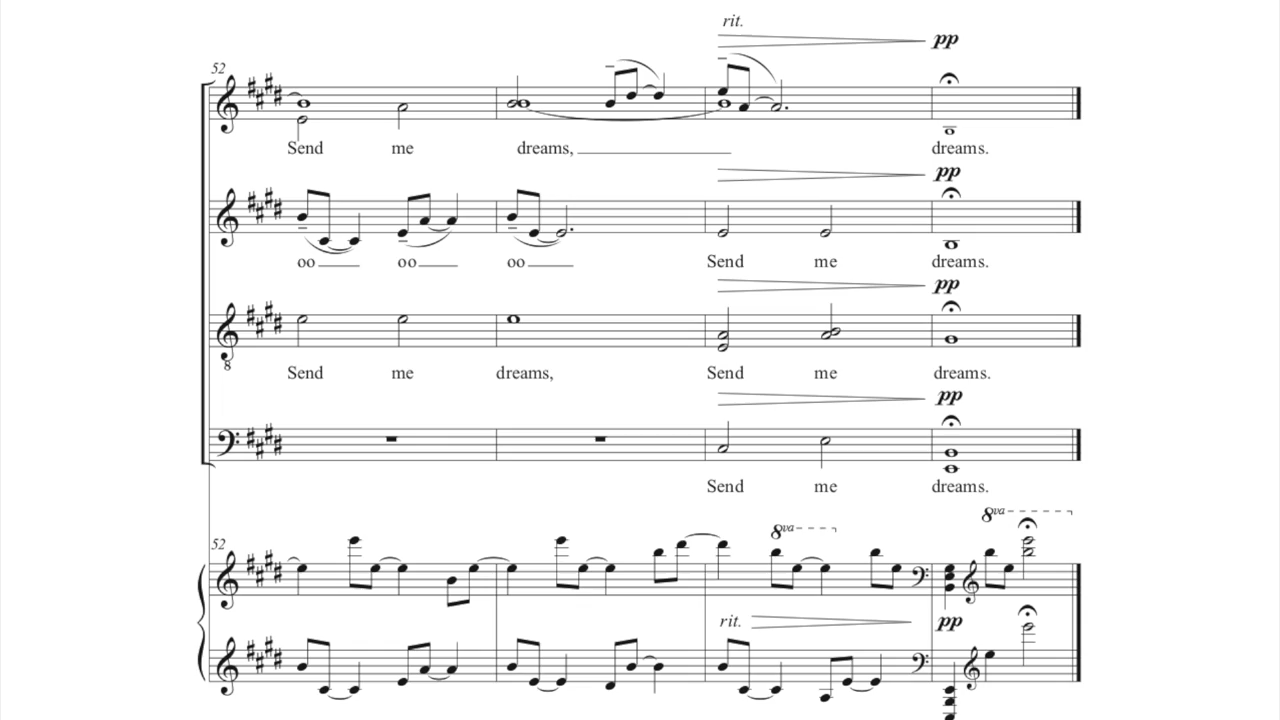 rit.
pp
52
Send me dreams, dreams.
pp
oo oo oo Send me dreams.
pp
8
Send me dreams, Send me dreams.
pp
Send me dreams.
8va
52
8va
rit. pp